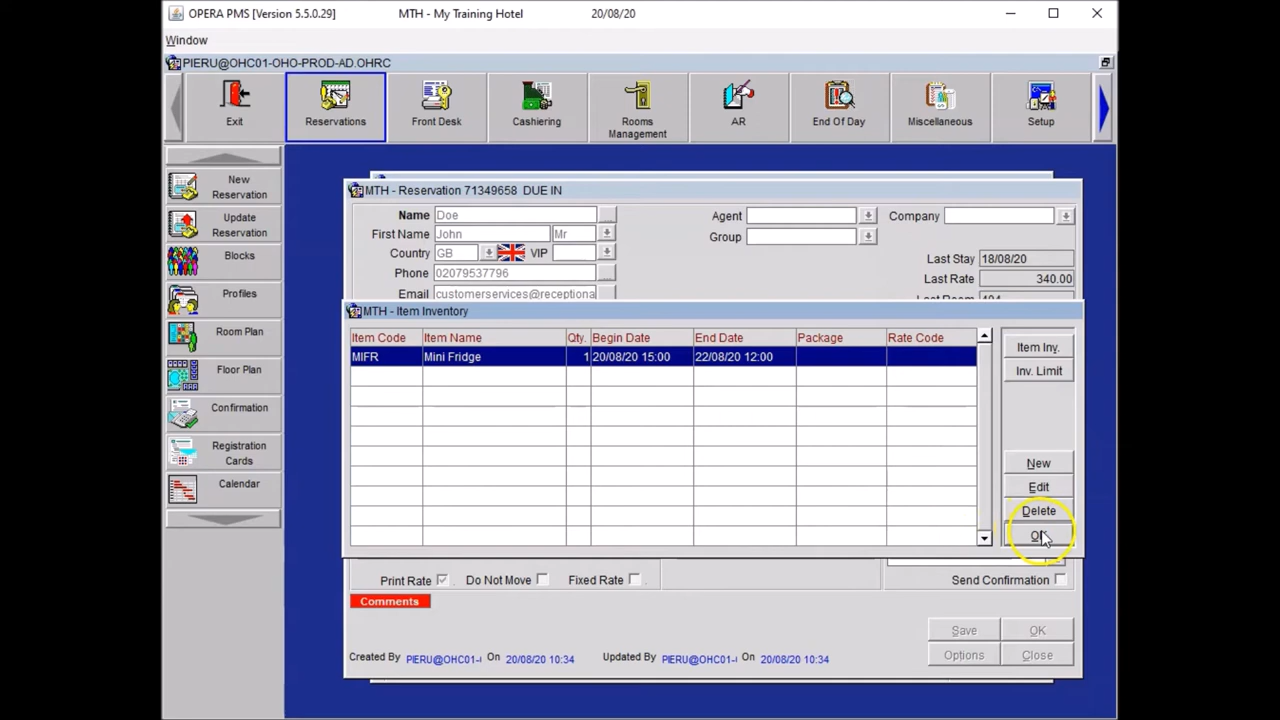 OPERA PMS [Version 5.5.0.29] MTH - My Training Hotel 20/08/20
Window
PIERU@OHC01-OHO-PROD-AD.OHRC
Exit Reservations Front Desk Cashiering Rooms Management AR End Of Day Miscellaneous Setup
New Reservation
Update Reservation
Blocks
Profiles
Room Plan
Floor Plan
Confirmation
Registration Cards
Calendar
MTH - Reservation 71349658 DUE IN
Name Doe Agent Company
First Name John Mr Group
Country GB VIP Last Stay 18/08/20
Phone 02079537796 Last Rate 340.00
Email customerservices@receptiona
MTH - Item Inventory
Item Code Item Name Qty. Begin Date End Date Package Rate Code
MIFR Mini Fridge 1 20/08/20 15:00 22/08/20 12:00
Item Inv.
Inv. Limit
New
Edit
Delete
Print Rate Do Not Move Fixed Rate Send Confirmation
Comments
Save OK
Created By PIERU@OHC01- On 20/08/20 10:34 Updated By PIERU@OHC01- On 20/08/20 10:34
Options Close